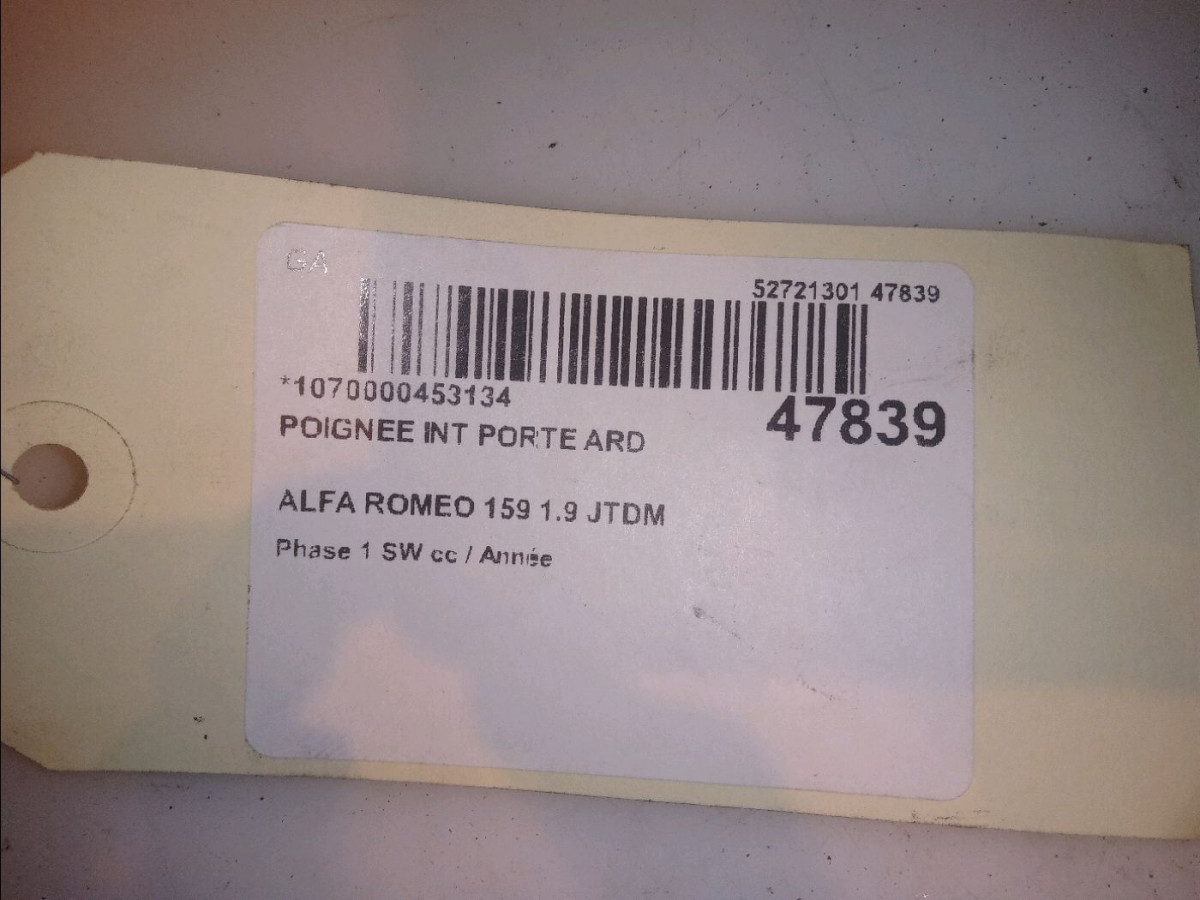 GA
52721301 47839
*1070000453134
47839
POIGNEE INT PORTE ARD
ALFA ROMEO 159 1.9 JTDM
Phase 1 SW cc / Année